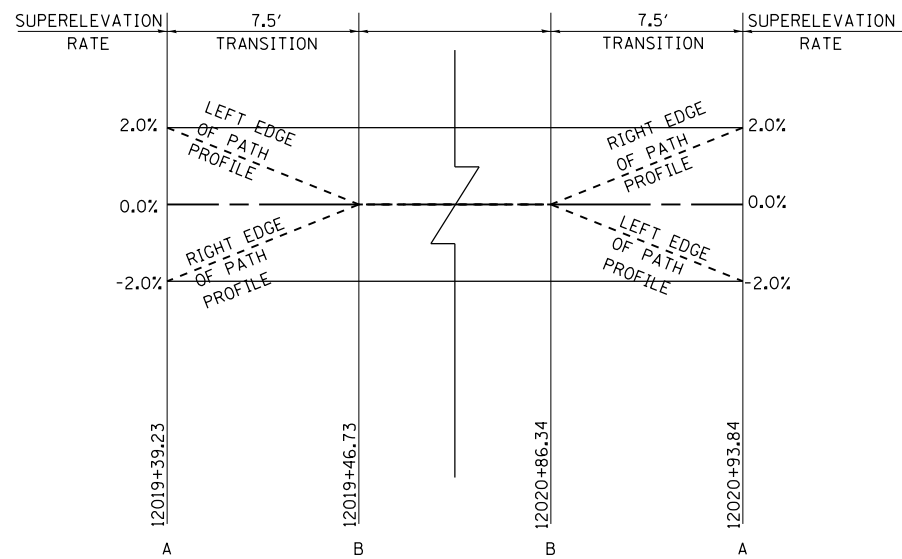 SUPERELEVATION
RATE
7.5'
TRANSITION
7.5'
TRANSITION
SUPERELEVATION
RATE
LEFT EDGE
OF PATH
PROFILE
RIGHT EDGE
OF PATH
PROFILE
2.0%
2.0%
0.0%
0.0%
RIGHT EDGE
OF PATH
PROFILE
LEFT EDGE
OF PATH
PROFILE
-2.0%
-2.0%
12019+39.23
12019+46.73
12020+86.34
12020+93.84
A
B
B
A